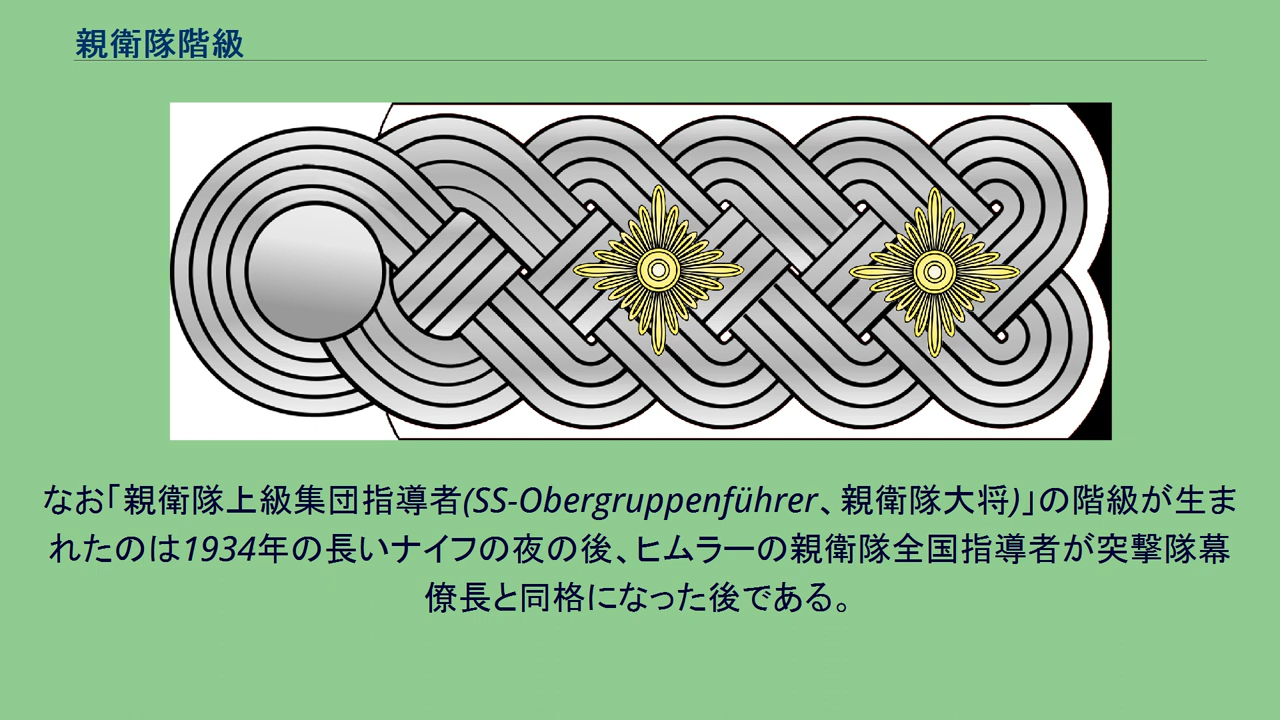 親衛隊階級
なお「親衛隊上級集団指導者(SS-Obergruppenführer、親衛隊大将)」の階級が生ま
れたのは1934年の長いナイフの夜の後、ヒムラーの親衛隊全国指導者が突撃隊幕
僚長と同格になった後である。